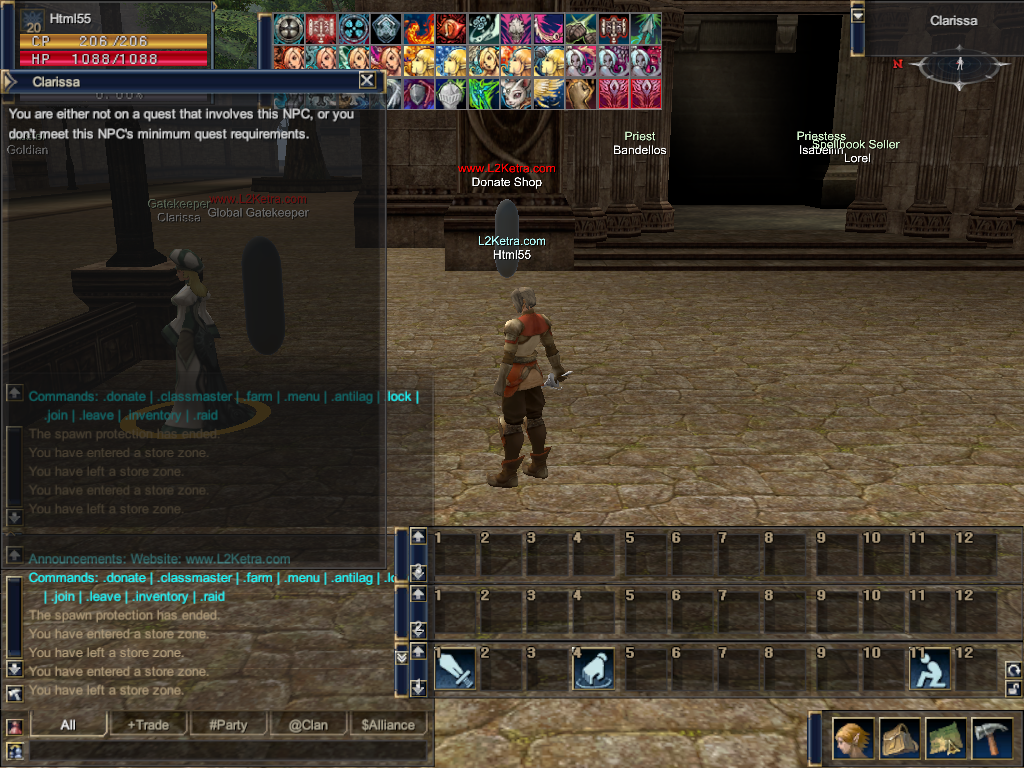 Html55
20
CP 206/206
HP 1088/1088
Clarissa
0.00%
You are either not on a quest that involves this NPC, or you
don't meet this NPC's minimum quest requirements.
Goldian
Clarissa
N
Priest
Bandellos
Priestess
Spellbook Seller
Lorel
www.L2Ketra.com
Donate Shop
Gatekeeper
Clarissa
www.L2Ketra.com
Global Gatekeeper
L2Ketra.com
Html55
Commands: .donate | .classmaster | .farm | .menu | .antilag | .lock |
.join | .leave | .inventory | .raid
The spawn protection has ended.
You have entered a store zone.
You have left a store zone.
You have entered a store zone.
You have left a store zone.
Announcements: Website: www.L2Ketra.com
Commands: .donate | .classmaster | .farm | .menu | .antilag | .lo
| .join | .leave | .inventory | .raid
The spawn protection has ended.
You have entered a store zone.
You have left a store zone.
You have entered a store zone.
You have left a store zone.
1 2 3 4 5 6 7 8 9 10 11 12
1 2 3 4 5 6 7 8 9 10 11 12
2
1 2 3 4 5 6 7 8 9 10 11 12
All +Trade #Party @Clan $Alliance